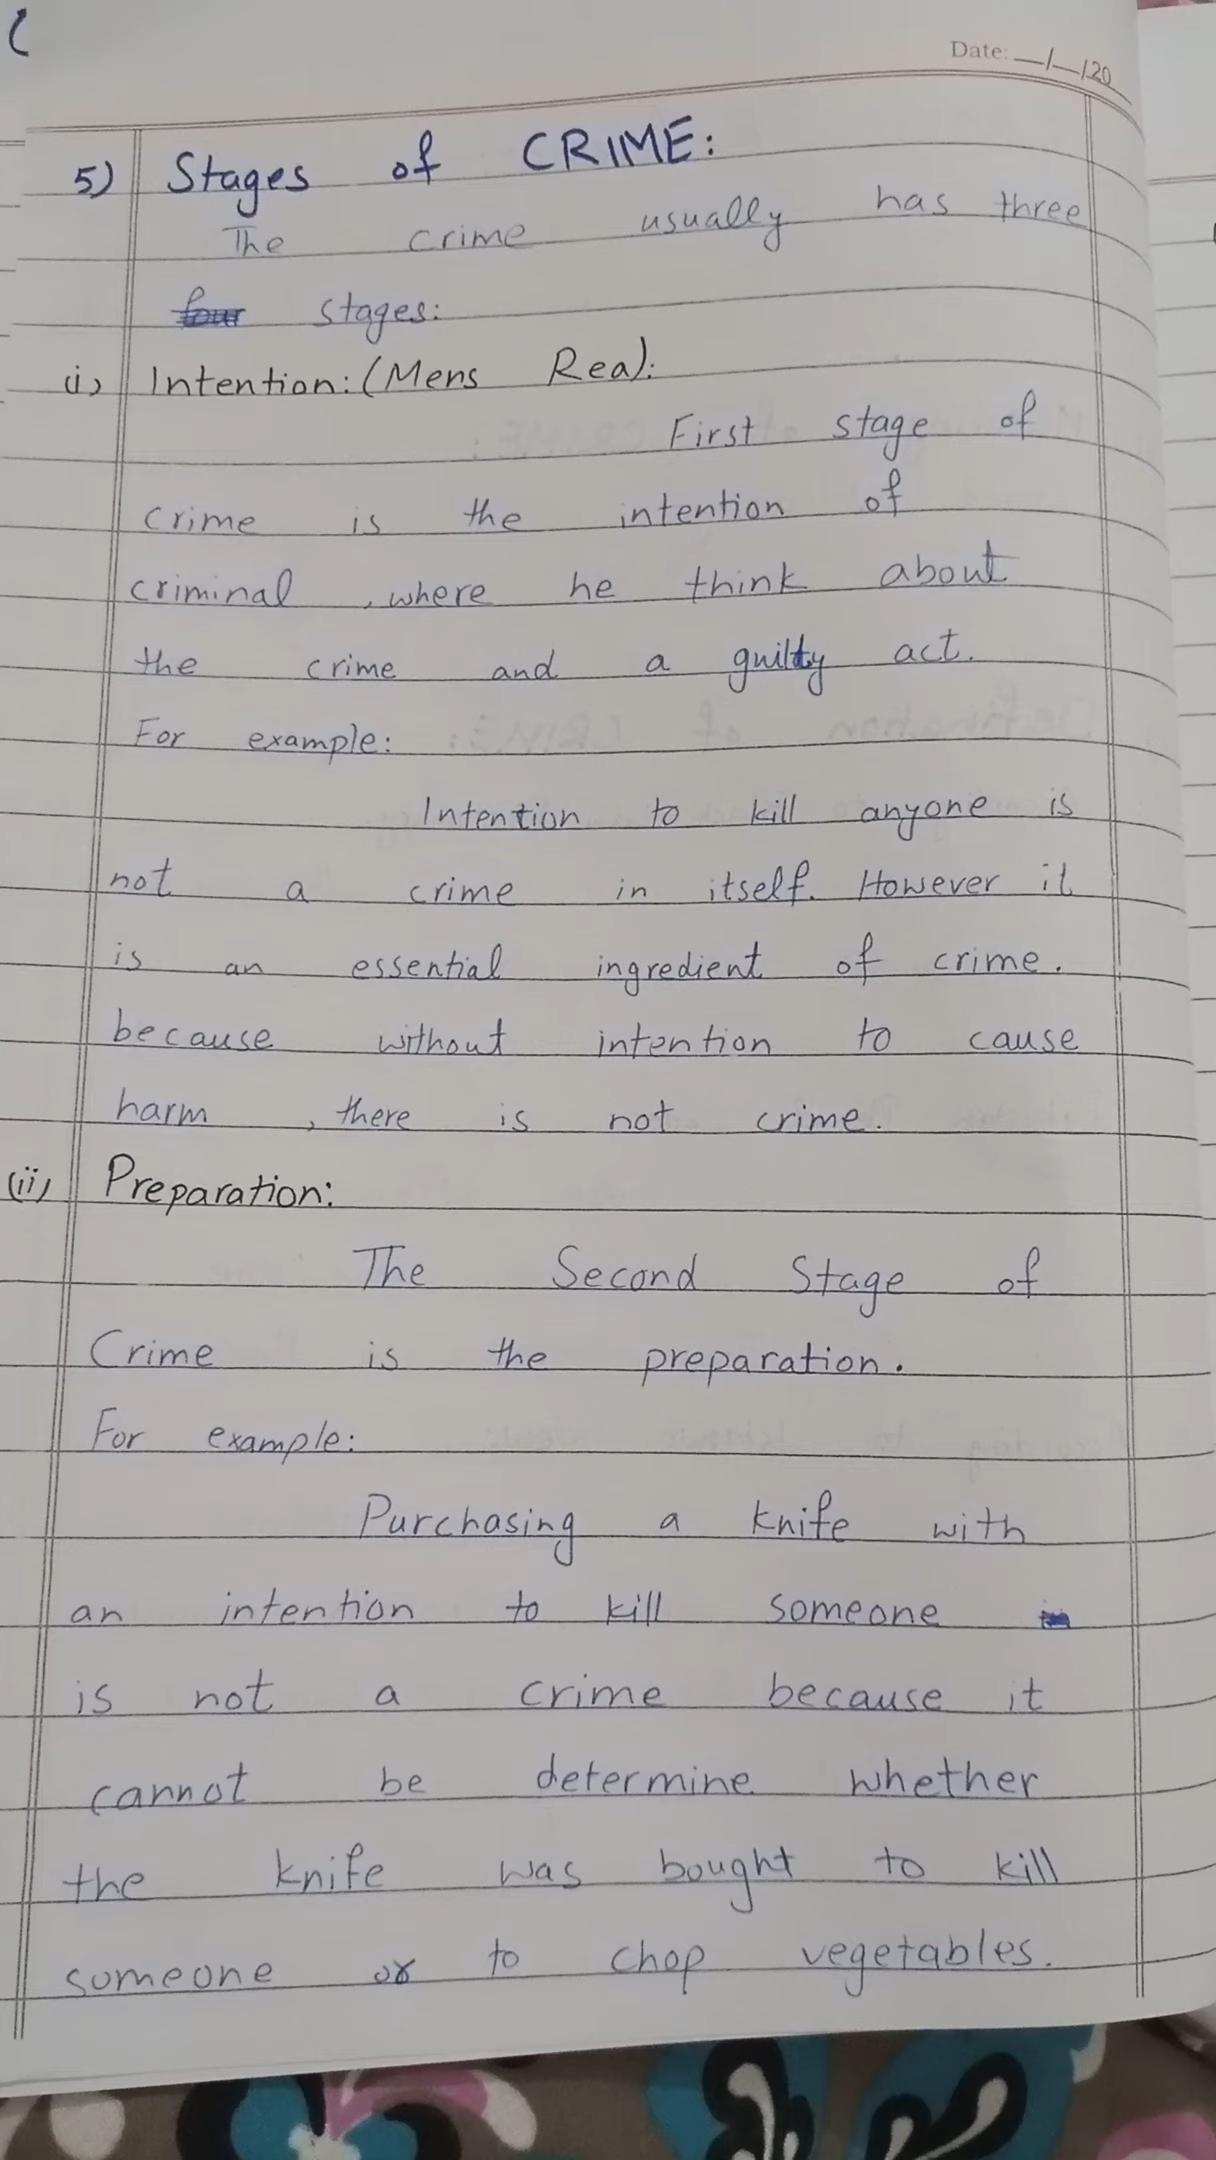 Date: __/__/20
5) Stages of CRIME:
The crime usually has three
four stages:
(i) Intention: (Mens Rea):
First stage of
crime is the intention of
criminal, where he think about
the crime and a guilty act.
For example:
Intention to kill anyone is
not a crime in itself. However it
is an essential ingredient of crime.
because without intention to cause
harm, there is not crime.
(ii) Preparation:
The Second Stage of
Crime is the preparation.
For example:
Purchasing a knife with
an intention to kill someone
is not a crime because it
cannot be determine whether
the knife was bought to kill
someone or to chop vegetables.